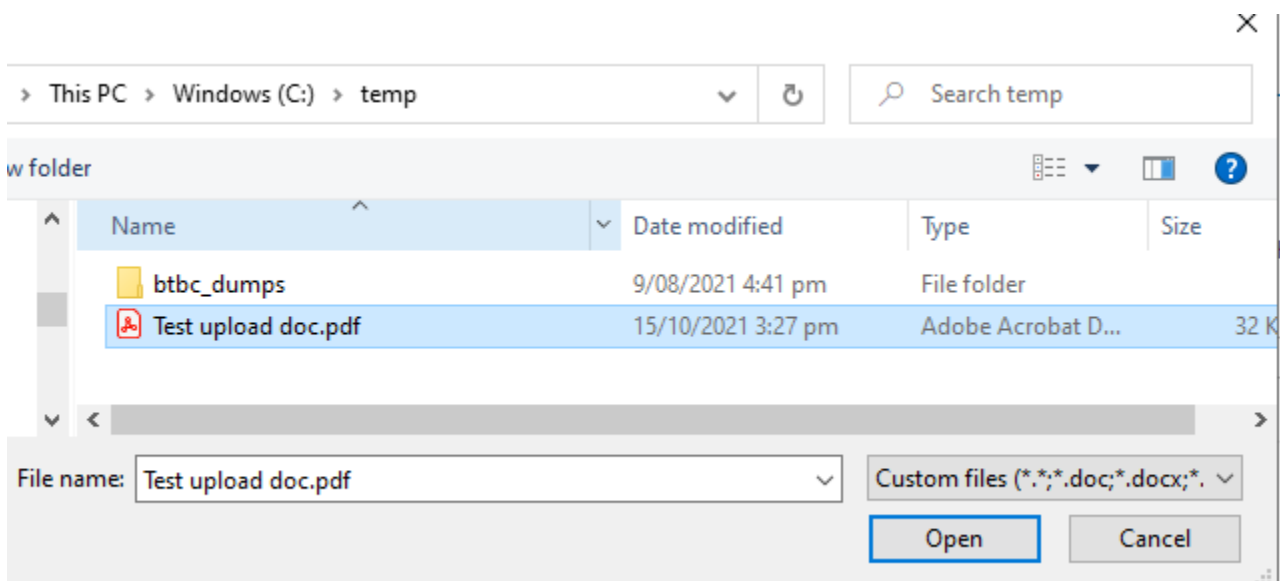 This PC > Windows (C:) > temp
Search temp
w folder
Name Date modified Type Size
btbc_dumps 9/08/2021 4:41 pm File folder
Test upload doc.pdf 15/10/2021 3:27 pm Adobe Acrobat D... 32 K
File name: Test upload doc.pdf Custom files (*.*;*.doc;*.docx;*.
Open Cancel